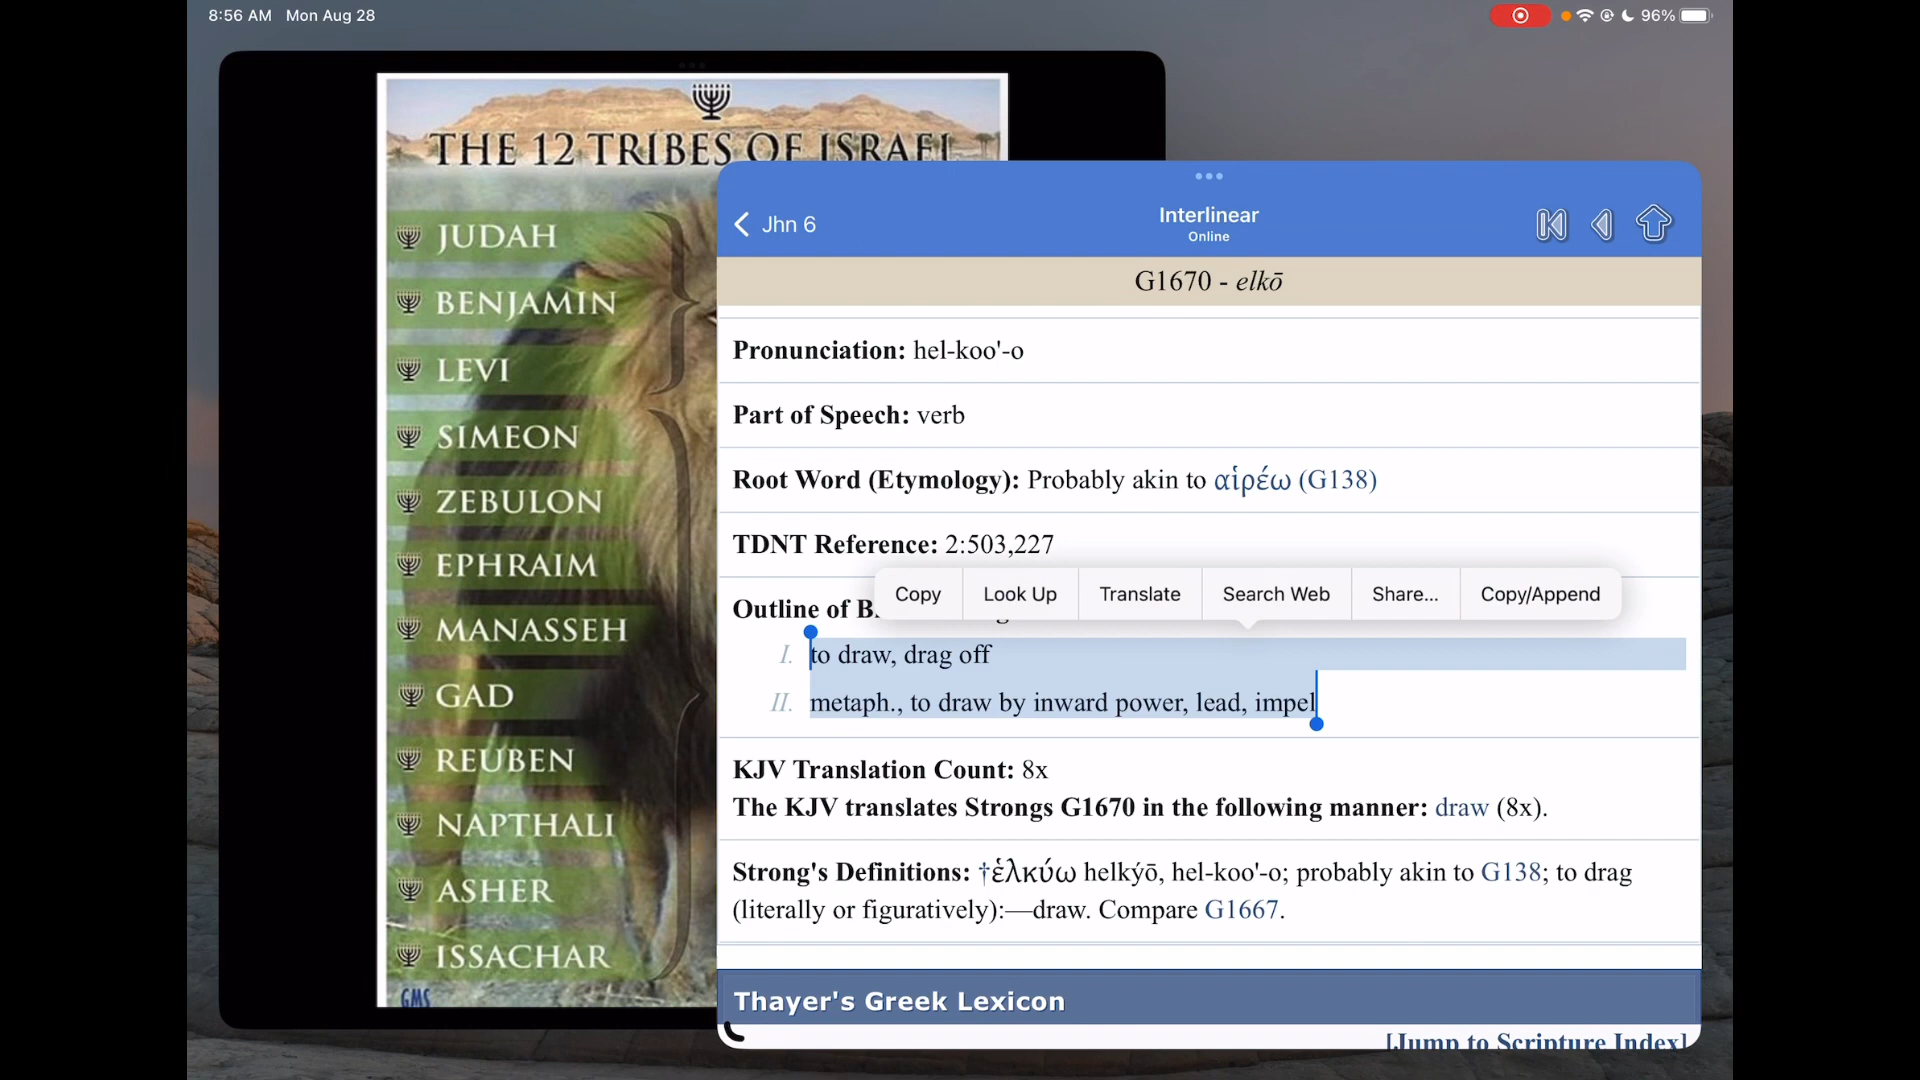 8:56 AM Mon Aug 28
96%
THE 12 TRIBES OF ISRAEL
JUDAH
BENJAMIN
LEVI
SIMEON
ZEBULON
EPHRAIM
MANASSEH
GAD
REUBEN
NAPTHALI
ASHER
ISSACHAR
GMS
Jhn 6
Interlinear
Online
G1670 - elkō
Pronunciation: hel-koo'-o
Part of Speech: verb
Root Word (Etymology): Probably akin to αἱρέω (G138)
TDNT Reference: 2:503,227
Copy Look Up Translate Search Web Share... Copy/Append
Outline of
I. to draw, drag off
II. metaph., to draw by inward power, lead, impel
KJV Translation Count: 8x
The KJV translates Strongs G1670 in the following manner: draw (8x).
Strong's Definitions: †ἑλκύω helkýō, hel-koo'-o; probably akin to G138; to drag
(literally or figuratively):—draw. Compare G1667.
Thayer's Greek Lexicon
[Jump to Scripture Index]